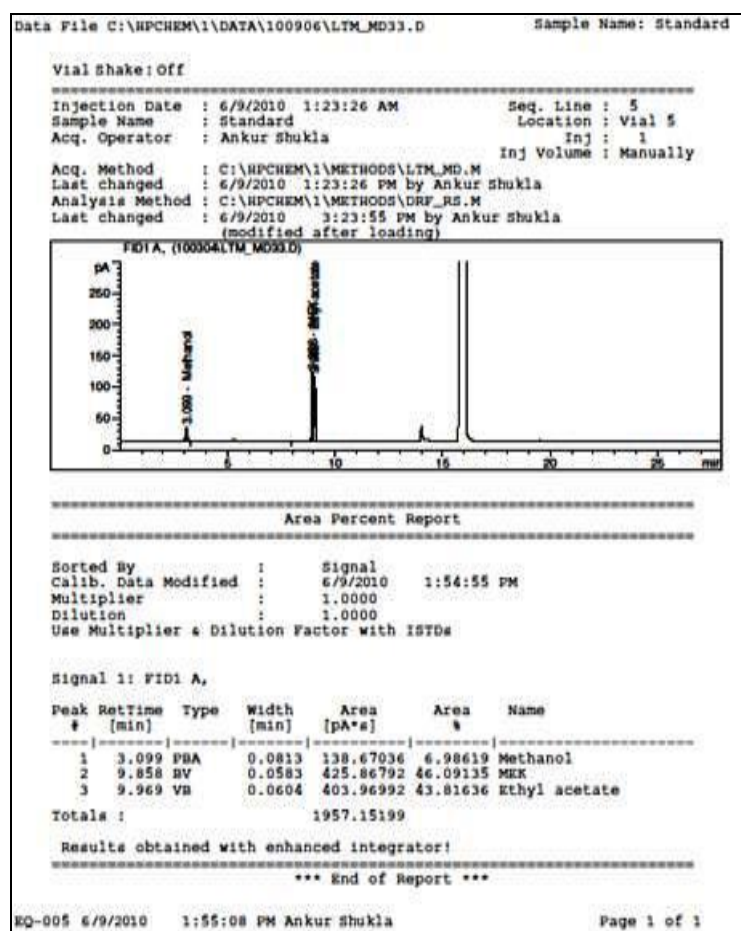 Data File C:\HPCHEM\1\DATA\100906\LTM_MD33.D Sample Name: Standard
Vial Shake: Off
Injection Date : 6/9/2010 1:23:26 AM Seq. Line : 5
Sample Name : Standard Location : Vial 5
Acq. Operator : Ankur Shukla Inj : 1
Inj Volume : Manually
Acq. Method : C:\HPCHEM\1\METHODS\LTM_MD.M
Last changed : 6/9/2010 1:23:26 PM by Ankur Shukla
Analysis Method : C:\HPCHEM\1\METHODS\DRF_RS.M
Last changed : 6/9/2010 3:23:55 PM by Ankur Shukla
(modified after loading)
FID1 A, (100304\LTM_MD33.D)
pA
250
200
150
100
50
0
3.099 - Methanol
Ethyl acetate
5 10 15 20 25 min
Area Percent Report
Sorted By : Signal
Calib. Data Modified : 6/9/2010 1:54:55 PM
Multiplier : 1.0000
Dilution : 1.0000
Use Multiplier & Dilution Factor with ISTDs
Signal 1: FID1 A,
Peak RetTime Type Width Area Area Name
# [min] [min] [pA*s] %
1 3.099 PBA 0.0813 138.67036 6.98619 Methanol
2 9.858 BV 0.0583 425.86792 46.09135 MEK
3 9.969 VB 0.0604 403.96992 43.81636 Ethyl acetate
Totals : 1957.15199
Results obtained with enhanced integrator!
*** End of Report ***
EQ-005 6/9/2010 1:55:08 PM Ankur Shukla Page 1 of 1